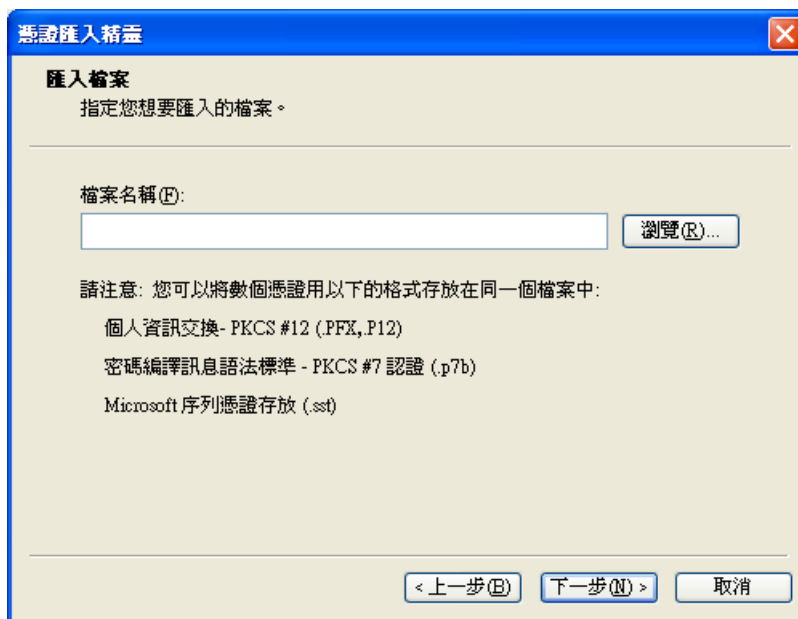 憑證匯入精靈
匯入檔案
指定您想要匯入的檔案。
檔案名稱(F):
瀏覽(R)...
請注意: 您可以將數個憑證用以下的格式存放在同一個檔案中:
個人資訊交換- PKCS #12 (.PFX,.P12)
密碼編譯訊息語法標準 - PKCS #7 認證 (.p7b)
Microsoft 序列憑證存放 (.sst)
< 上一步(B) 下一步(N) > 取消